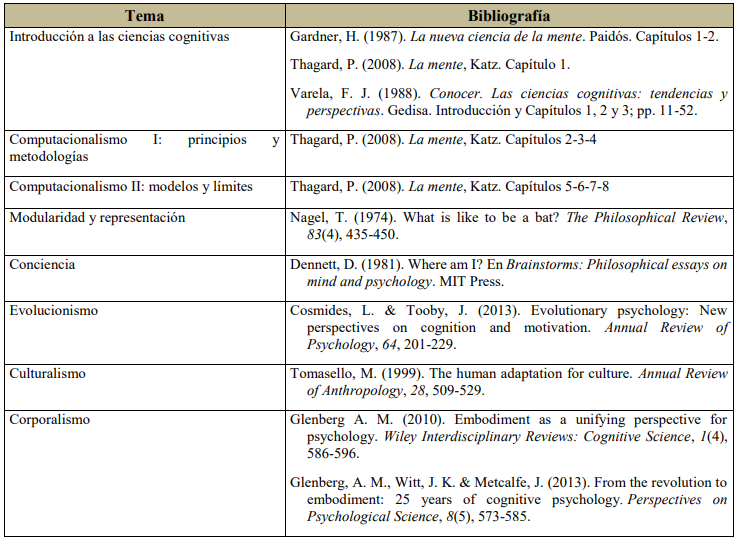 Tema
Bibliografía
Introducción a las ciencias cognitivas
Gardner, H. (1987). La nueva ciencia de la mente. Paidós. Capítulos 1-2.
Thagard, P. (2008). La mente, Katz. Capítulo 1.
Varela, F. J. (1988). Conocer. Las ciencias cognitivas: tendencias y
perspectivas. Gedisa. Introducción y Capítulos 1, 2 y 3; pp. 11-52.
Computacionalismo I: principios y
metodologías
Thagard, P. (2008). La mente, Katz. Capítulos 2-3-4
Computacionalismo II: modelos y límites
Thagard, P. (2008). La mente, Katz. Capítulos 5-6-7-8
Modularidad y representación
Nagel, T. (1974). What is like to be a bat? The Philosophical Review,
83(4), 435-450.
Conciencia
Dennett, D. (1981). Where am I? En Brainstorms: Philosophical essays on
mind and psychology. MIT Press.
Evolucionismo
Cosmides, L. & Tooby, J. (2013). Evolutionary psychology: New
perspectives on cognition and motivation. Annual Review of
Psychology, 64, 201-229.
Culturalismo
Tomasello, M. (1999). The human adaptation for culture. Annual Review
of Anthropology, 28, 509-529.
Corporalismo
Glenberg A. M. (2010). Embodiment as a unifying perspective for
psychology. Wiley Interdisciplinary Reviews: Cognitive Science, 1(4),
586-596.
Glenberg, A. M., Witt, J. K. & Metcalfe, J. (2013). From the revolution to
embodiment: 25 years of cognitive psychology. Perspectives on
Psychological Science, 8(5), 573-585.